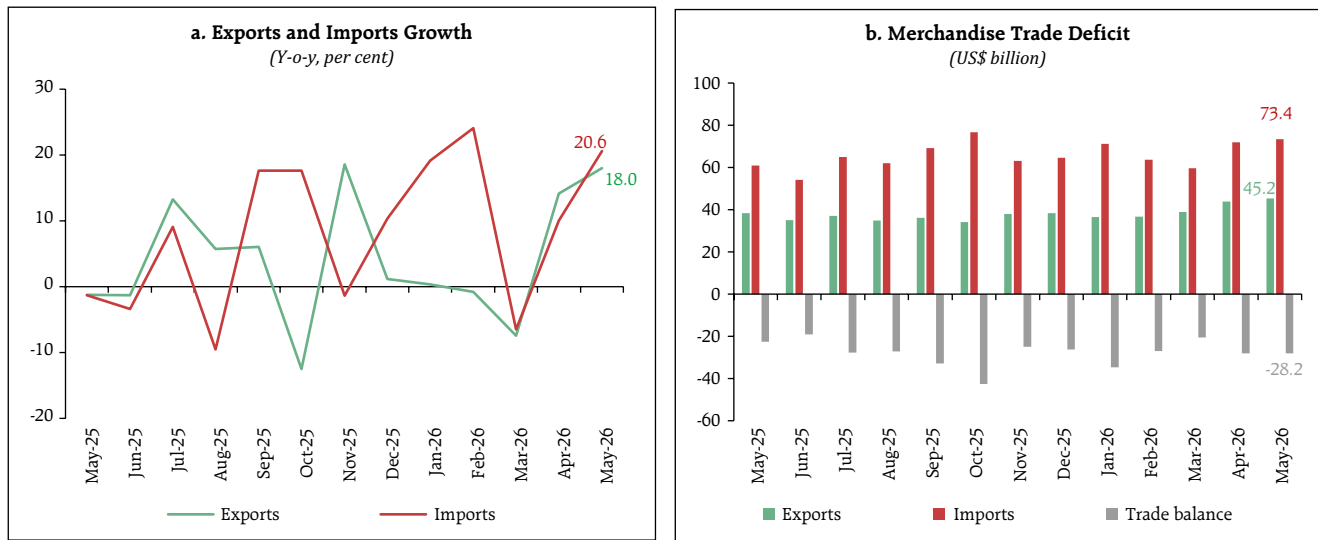 a. Exports and Imports Growth
(Y-o-y, per cent)
30
20
10
0
-10
-20
20.6
18.0
May-25
Jun-25
Jul-25
Aug-25
Sep-25
Oct-25
Nov-25
Dec-25
Jan-26
Feb-26
Mar-26
Apr-26
May-26
Exports
Imports
b. Merchandise Trade Deficit
(US$ billion)
100
80
60
40
20
0
-20
-40
-60
73.4
45.2
-28.2
May-25
Jun-25
Jul-25
Aug-25
Sep-25
Oct-25
Nov-25
Dec-25
Jan-26
Feb-26
Mar-26
Apr-26
May-26
Exports
Imports
Trade balance